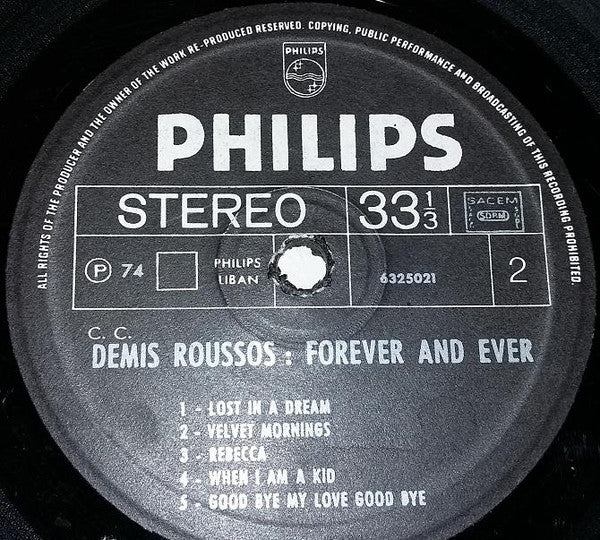 ALL RIGHTS OF THE PRODUCER AND THE OWNER OF THE WORK RE-PRODUCED RESERVED. COPYING, PUBLIC PERFORMANCE AND BROADCASTING OF THIS RECORDING PROHIBITED.
PHILIPS
PHILIPS
STEREO
33 1/3
SACEM
SDRM
Ⓟ 74
PHILIPS
LIBAN
6325021
2
C. C.
DEMIS ROUSSOS : FOREVER AND EVER
1 - LOST IN A DREAM
2 - VELVET MORNINGS
3 - REBECCA
4 - WHEN I AM A KID
5 - GOOD BYE MY LOVE GOOD BYE